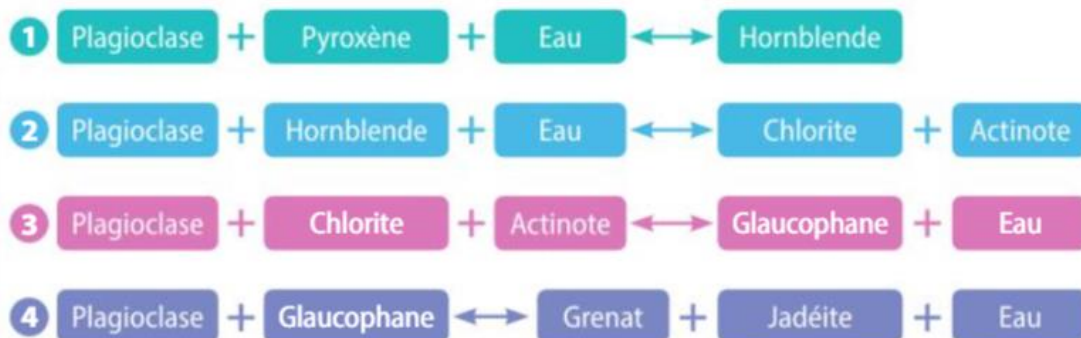 1 Plagioclase + Pyroxène + Eau ↔ Hornblende
2 Plagioclase + Hornblende + Eau ↔ Chlorite + Actinote
3 Plagioclase + Chlorite + Actinote ↔ Glaucophane + Eau
4 Plagioclase + Glaucophane ↔ Grenat + Jadéite + Eau